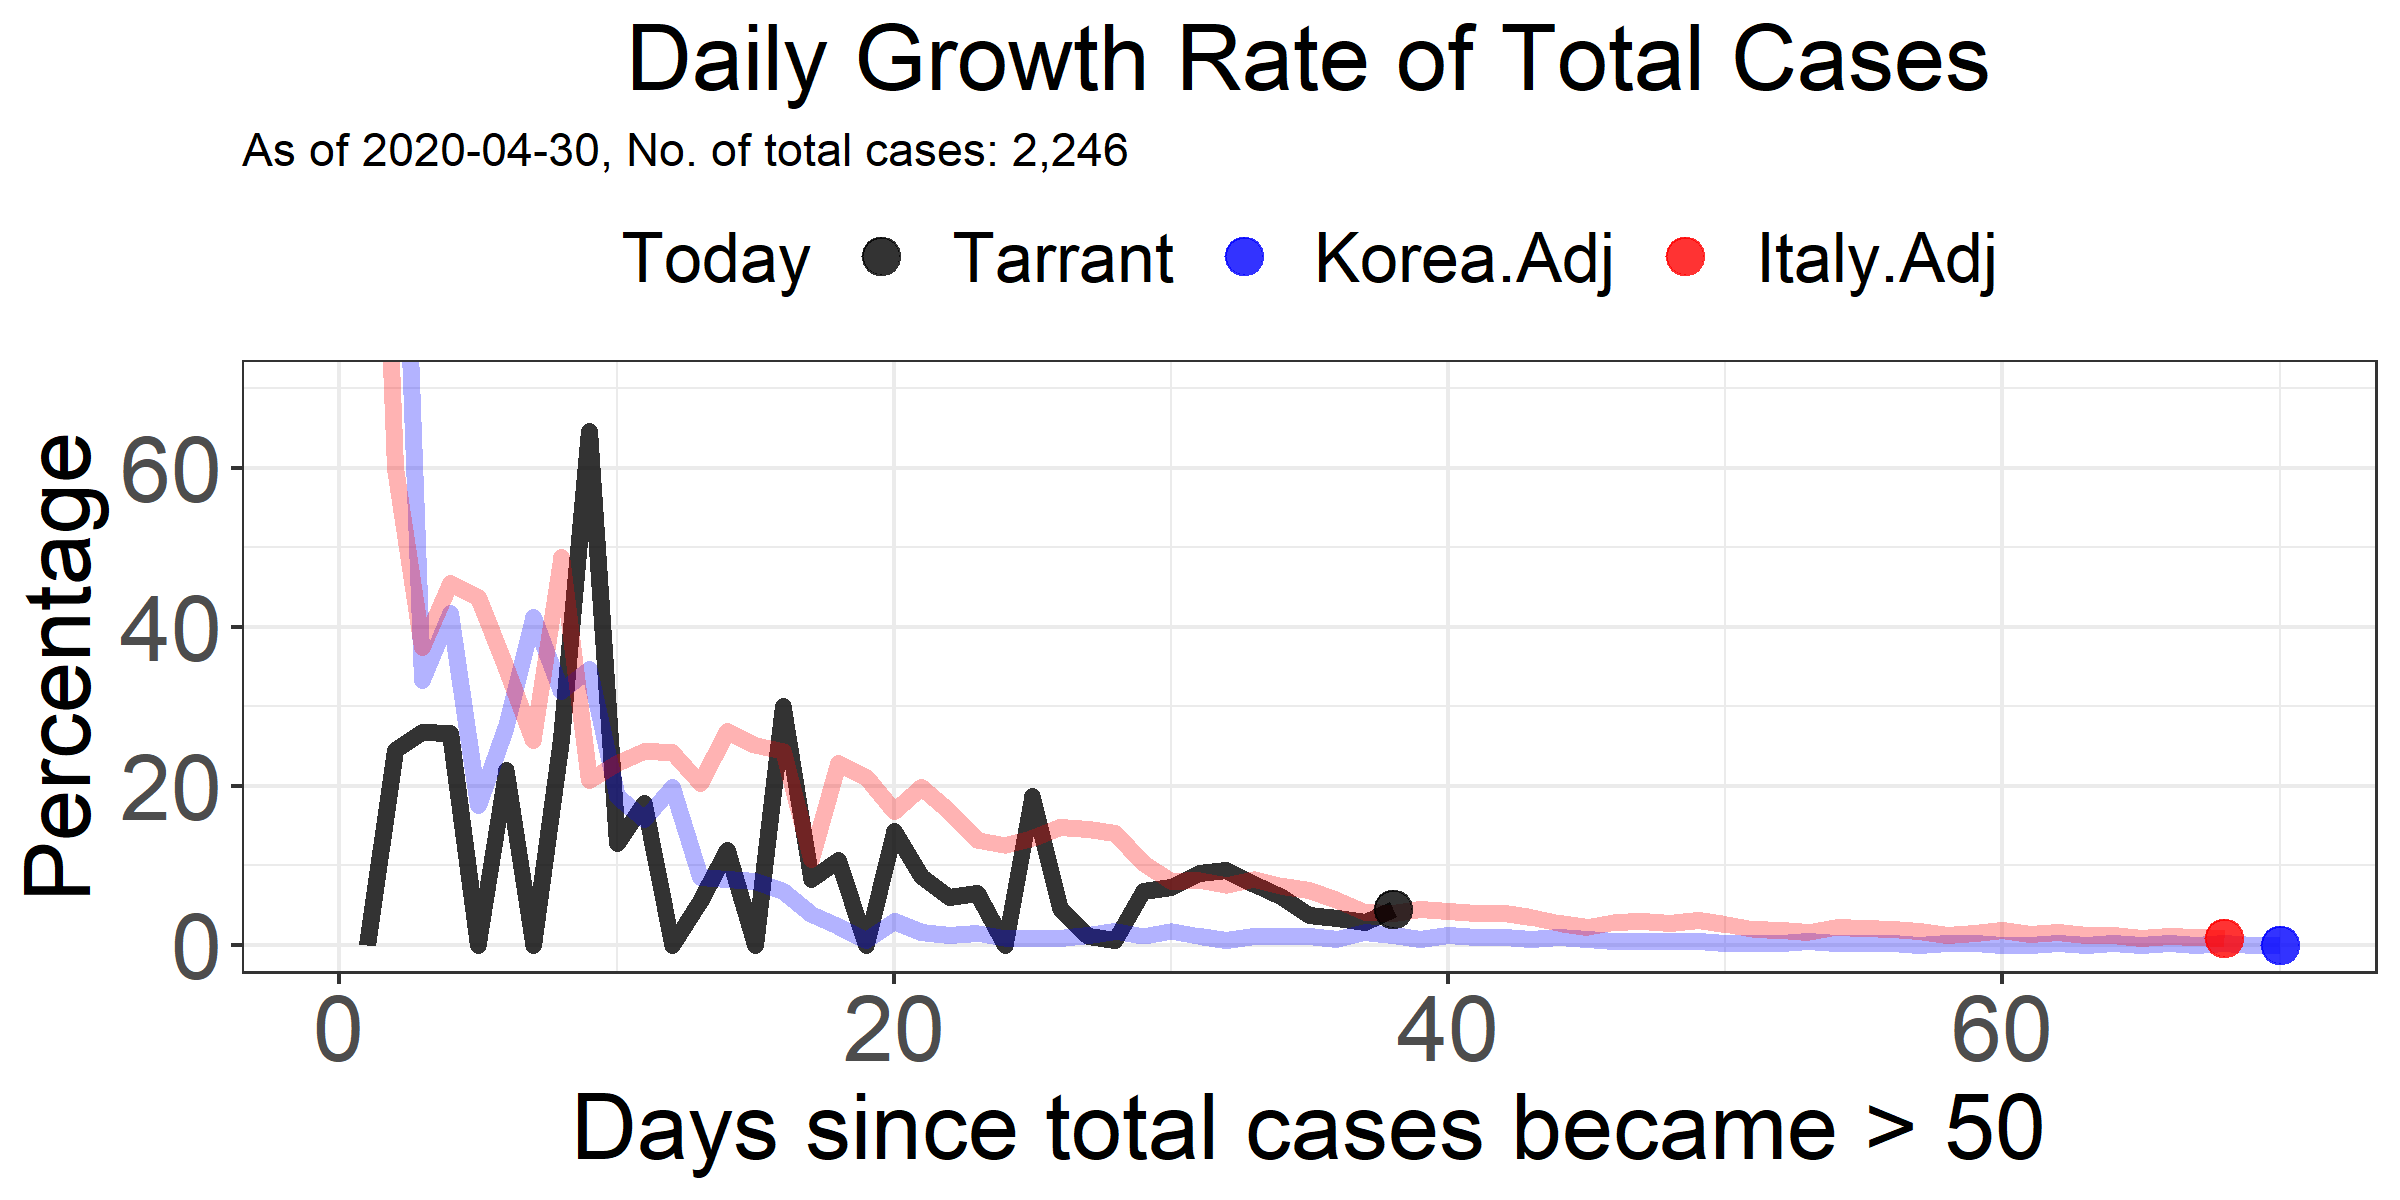 Daily Growth Rate of Total Cases
As of 2020-04-30, No. of total cases: 2,246
Today Tarrant Korea.Adj Italy.Adj
Percentage
60
40
20
0
0 20 40 60
Days since total cases became > 50